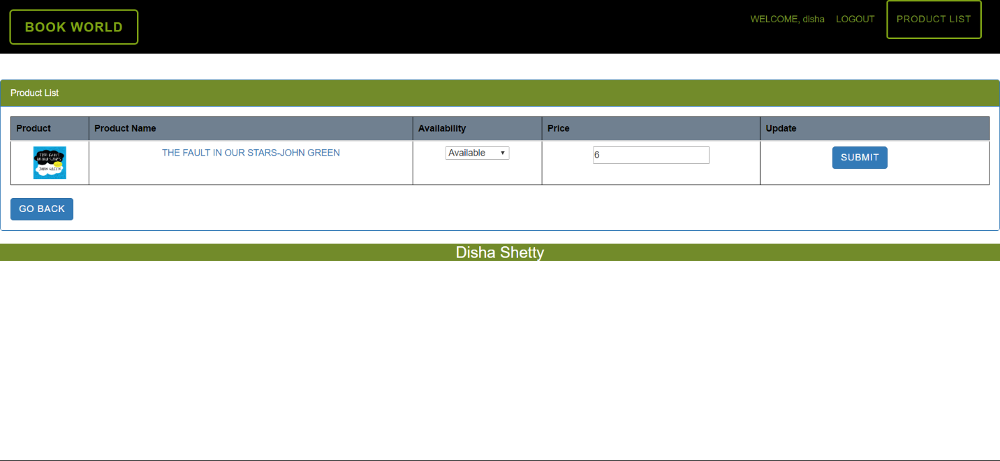 BOOK WORLD
WELCOME, disha LOGOUT PRODUCT LIST
Product List
Product Product Name Availability Price Update
THE FAULT
IN OUR STARS
JOHN GREEN
THE FAULT IN OUR STARS-JOHN GREEN Available 6 SUBMIT
GO BACK
Disha Shetty